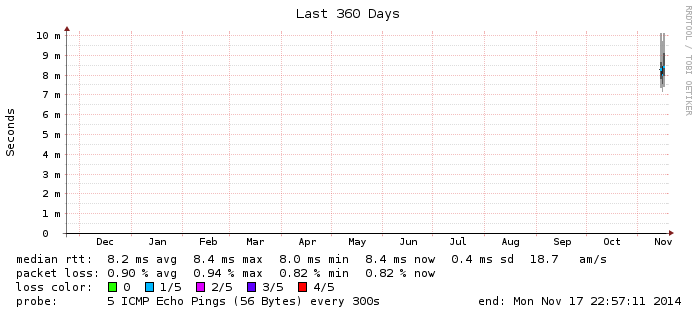 Last 360 Days
RRDTOOL / TOBI OETIKER
Seconds
10 m
9 m
8 m
7 m
6 m
5 m
4 m
3 m
2 m
1 m
0
Dec Jan Feb Mar Apr May Jun Jul Aug Sep Oct Nov
median rtt: 8.2 ms avg 8.4 ms max 8.0 ms min 8.4 ms now 0.4 ms sd 18.7 am/s
packet loss: 0.90 % avg 0.94 % max 0.82 % min 0.82 % now
loss color: 0 1/5 2/5 3/5 4/5
probe: 5 ICMP Echo Pings (56 Bytes) every 300s end: Mon Nov 17 22:57:11 2014